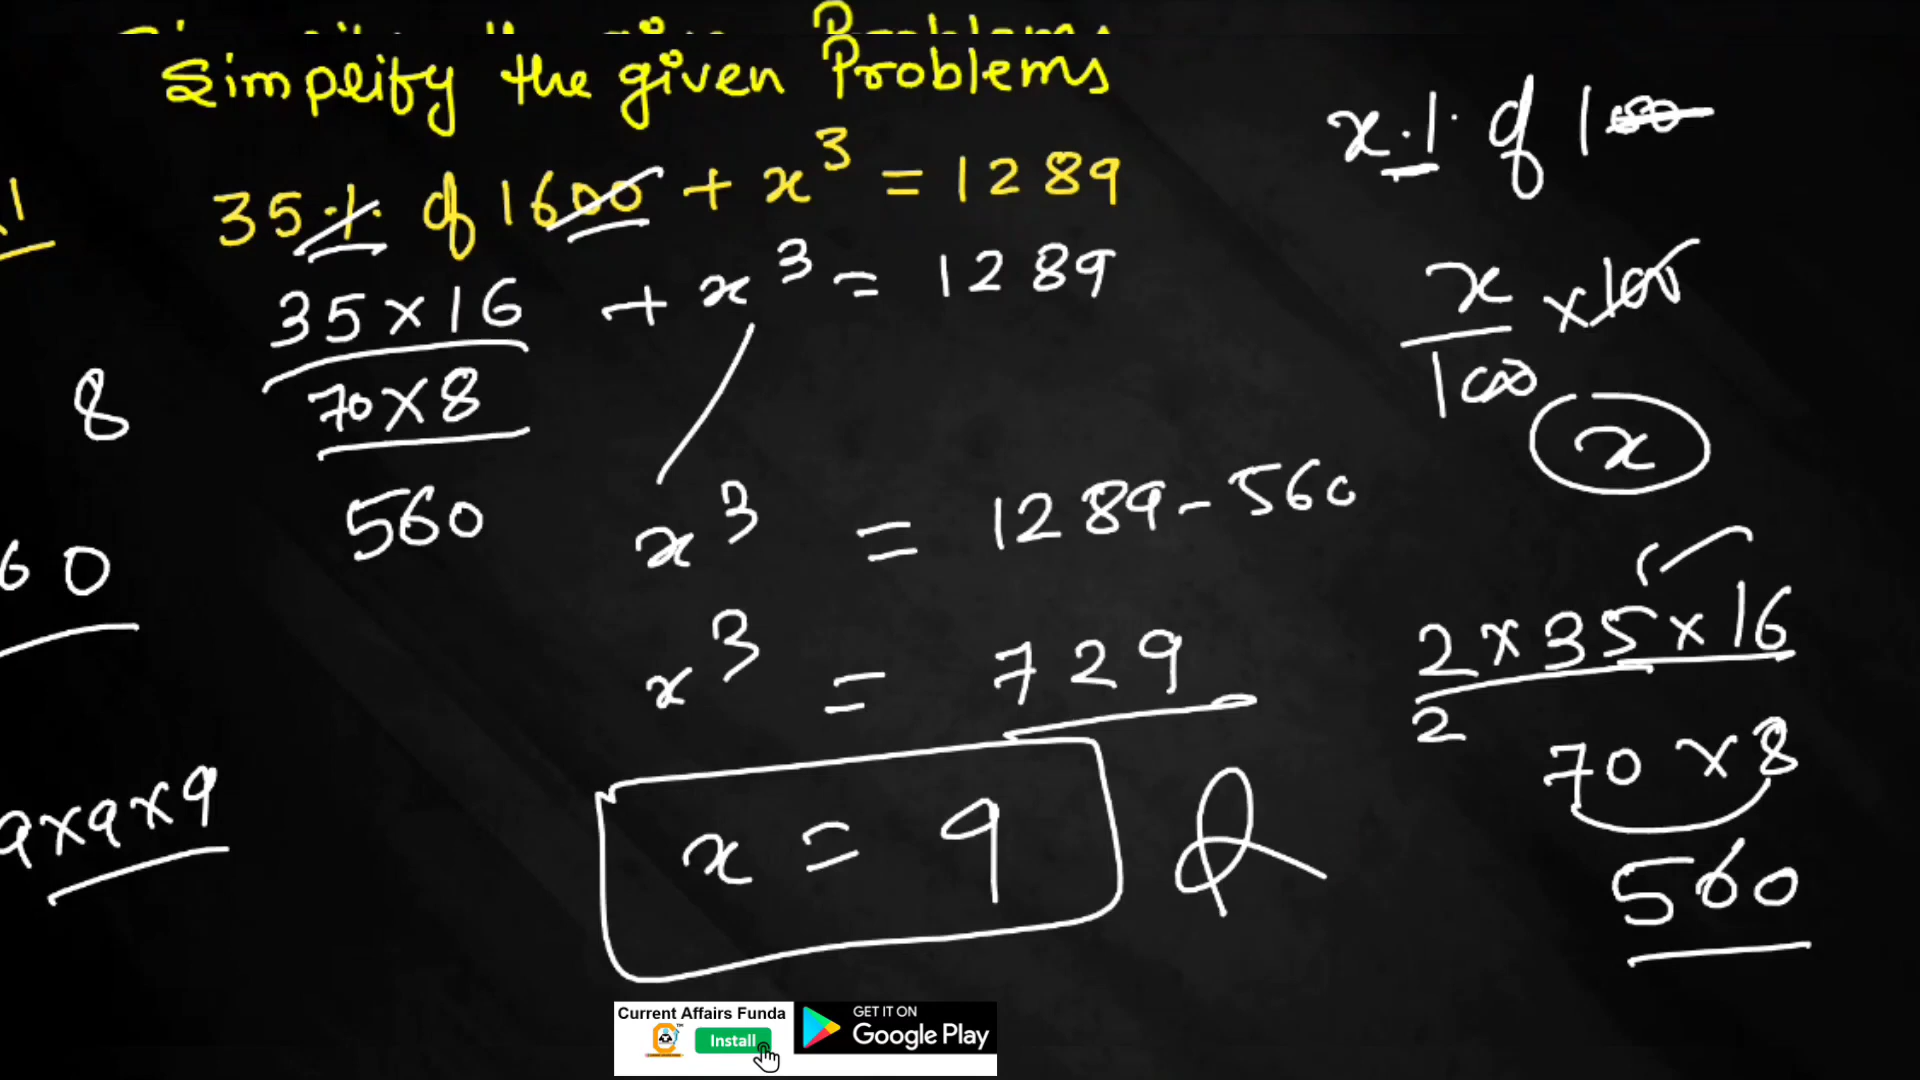 Simplify the given Problems
35% of 1600 + x³ = 1289
35 × 16 + x³ = 1289
70 × 8
560
x³ = 1289 - 560
x³ = 729
x = 9
8
60
9×9×9
x% of 100
x/100 × 100
x
2 × 35 × 16
2
70 × 8
560
Current Affairs Funda
Install
GET IT ON
Google Play